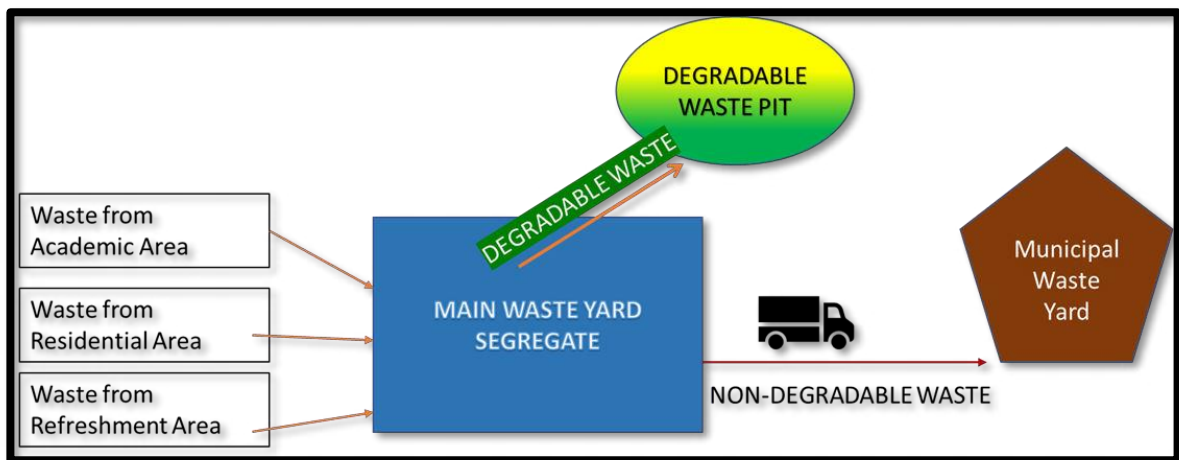 DEGRADABLE
WASTE PIT
DEGRADABLE WASTE
Waste from
Academic Area
Waste from
Residential Area
Waste from
Refreshment Area
MAIN WASTE YARD
SEGREGATE
NON-DEGRADABLE WASTE
Municipal
Waste
Yard